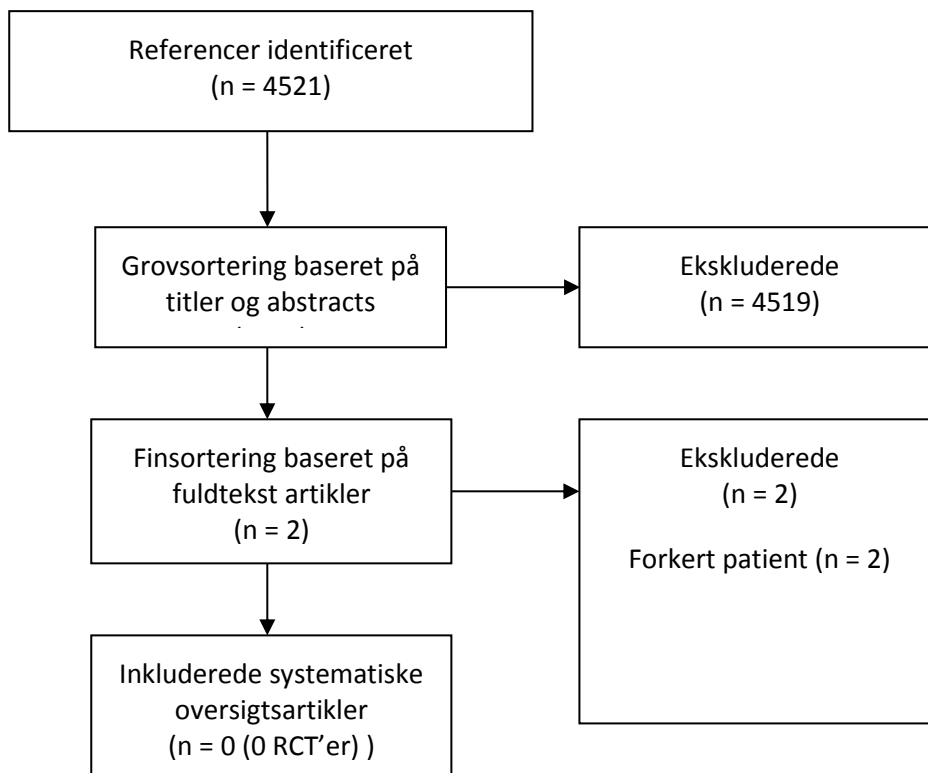 Referencer identificeret
(n = 4521)
Grovsortering baseret på
titler og abstracts
Ekskluderede
(n = 4519)
Finsortering baseret på
fuldtekst artikler
(n = 2)
Ekskluderede
(n = 2)
Forkert patient (n = 2)
Inkluderede systematiske
oversigtsartikler
(n = 0 (0 RCT’er) )